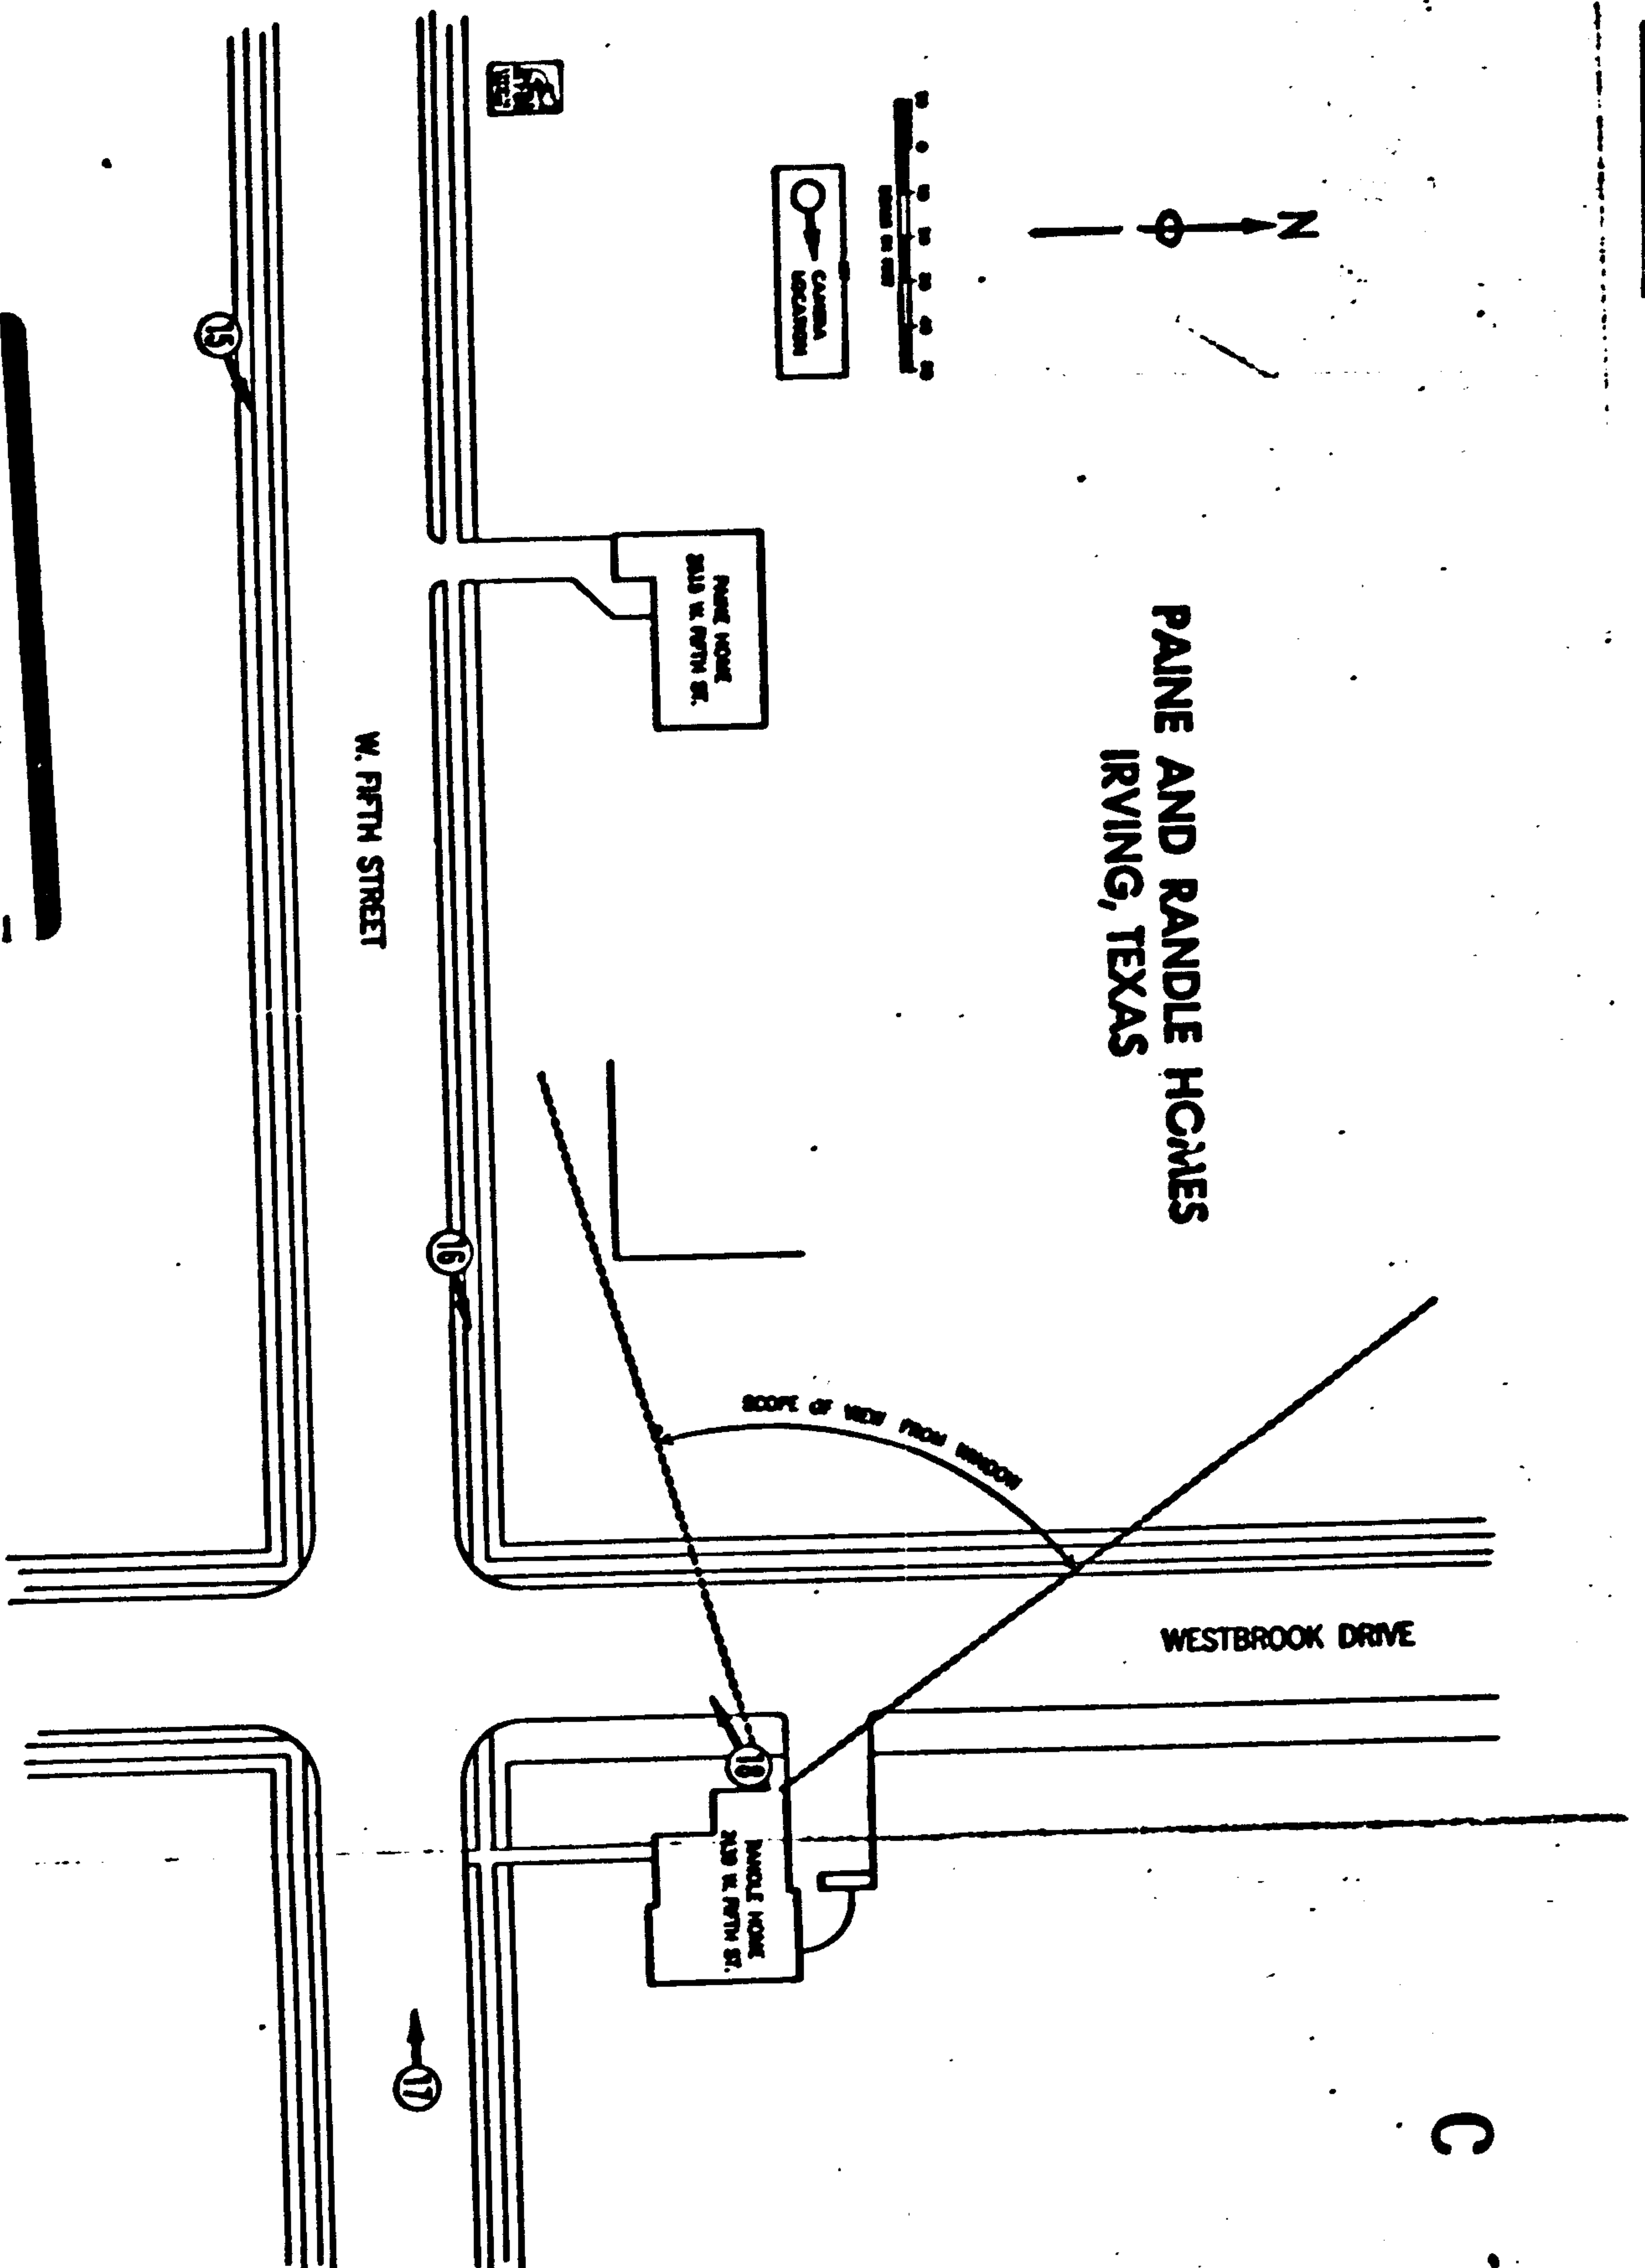 C
PAINE AND RANDLE HOMES
IRVING, TEXAS
N
CAMERA
LOCATION
PAINE HOME
W. FIFTH ST.
W. FIFTH STREET
SCOPE OF VIEW FROM WINDOW
WESTBROOK DRIVE
RANDLE HOME
2439 W. FIFTH ST.
15
16
17
18